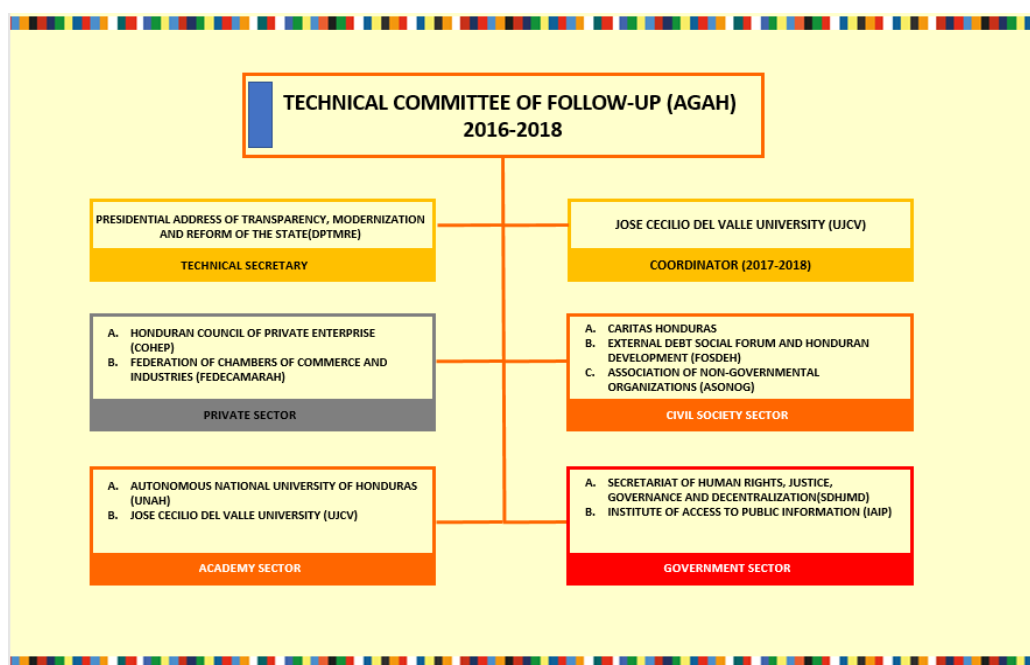 TECHNICAL COMMITTEE OF FOLLOW-UP (AGAH)
2016-2018
PRESIDENTIAL ADDRESS OF TRANSPARENCY, MODERNIZATION
AND REFORM OF THE STATE(DPTMRE)
TECHNICAL SECRETARY
JOSE CECILIO DEL VALLE UNIVERSITY (UJCV)
COORDINATOR (2017-2018)
A. HONDURAN COUNCIL OF PRIVATE ENTERPRISE
(COHEP)
B. FEDERATION OF CHAMBERS OF COMMERCE AND
INDUSTRIES (FEDECAMARAH)
PRIVATE SECTOR
A. CARITAS HONDURAS
B. EXTERNAL DEBT SOCIAL FORUM AND HONDURAN
DEVELOPMENT (FOSDEH)
C. ASSOCIATION OF NON-GOVERNMENTAL
ORGANIZATIONS (ASONOG)
CIVIL SOCIETY SECTOR
A. AUTONOMOUS NATIONAL UNIVERSITY OF HONDURAS
(UNAH)
B. JOSE CECILIO DEL VALLE UNIVERSITY (UJCV)
ACADEMY SECTOR
A. SECRETARIAT OF HUMAN RIGHTS, JUSTICE,
GOVERNANCE AND DECENTRALIZATION(SDHJMD)
B. INSTITUTE OF ACCESS TO PUBLIC INFORMATION (IAIP)
GOVERNMENT SECTOR